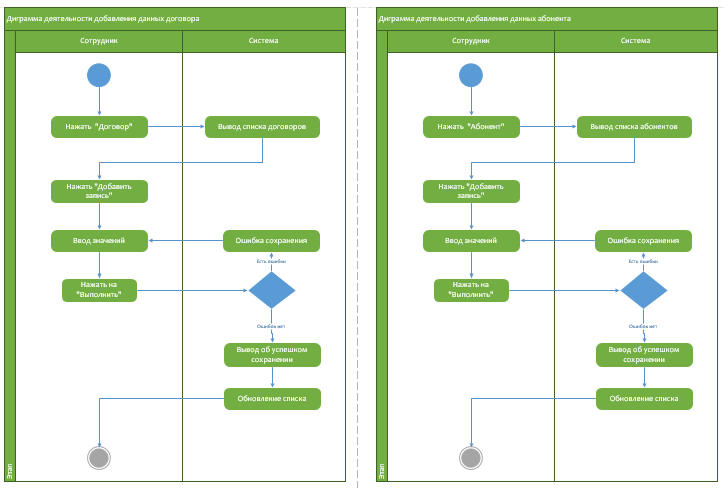 Диграмма деятельности добавления данных договора
Сотрудник
Система
Нажать "Договор"
Вывод списка договоров
Нажать "Добавить
запись"
Ввод значений
Ошибка сохранения
Есть ошибки
Нажать на
"Выполнить"
Ошибок нет
Вывод об успешном
сохранении
Обновление списка
Этап
Диграмма деятельности добавления данных абонента
Сотрудник
Система
Нажать "Абонент"
Вывод списка абонентов
Нажать "Добавить
запись"
Ввод значений
Ошибка сохранения
Есть ошибки
Нажать на
"Выполнить"
Ошибок нет
Вывод об успешном
сохранении
Обновление списка
Этап